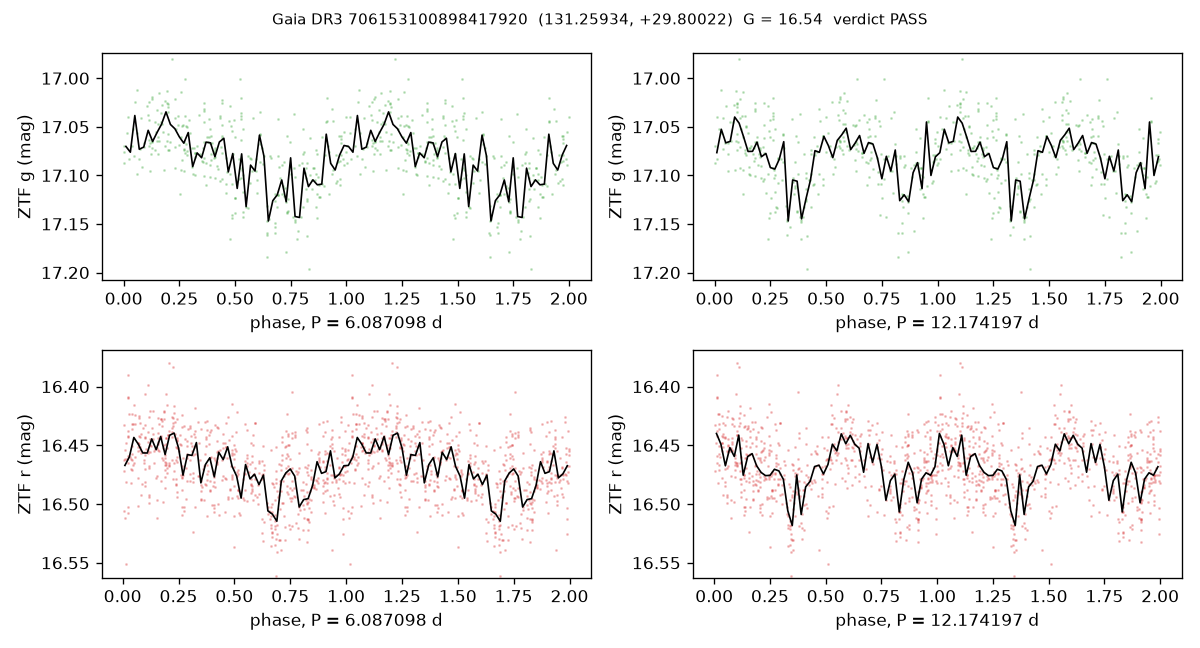 Gaia DR3 706153100898417920 (131.25934, +29.80022) G = 16.54 verdict PASS
ZTF g (mag)
17.00
17.05
17.10
17.15
17.20
0.00 0.25 0.50 0.75 1.00 1.25 1.50 1.75 2.00
phase, P = 6.087098 d
ZTF g (mag)
17.00
17.05
17.10
17.15
17.20
0.00 0.25 0.50 0.75 1.00 1.25 1.50 1.75 2.00
phase, P = 12.174197 d
ZTF r (mag)
16.40
16.45
16.50
16.55
0.00 0.25 0.50 0.75 1.00 1.25 1.50 1.75 2.00
phase, P = 6.087098 d
ZTF r (mag)
16.40
16.45
16.50
16.55
0.00 0.25 0.50 0.75 1.00 1.25 1.50 1.75 2.00
phase, P = 12.174197 d